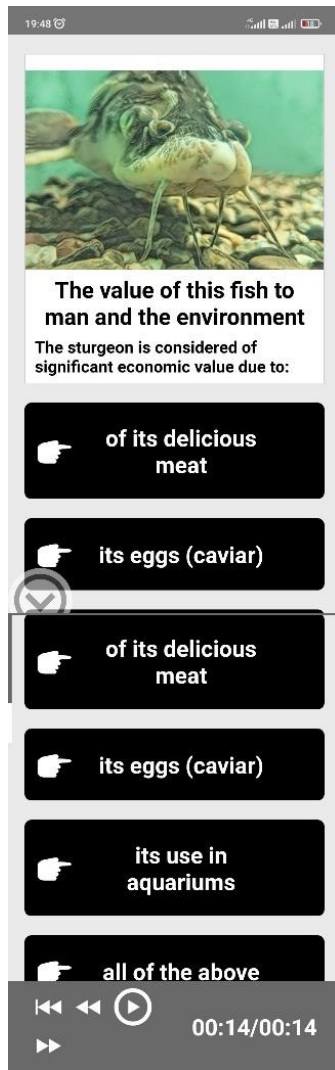 19:48
The value of this fish to
man and the environment
The sturgeon is considered of
significant economic value due to:
of its delicious
meat
its eggs (caviar)
of its delicious
meat
its eggs (caviar)
its use in
aquariums
all of the above
00:14/00:14